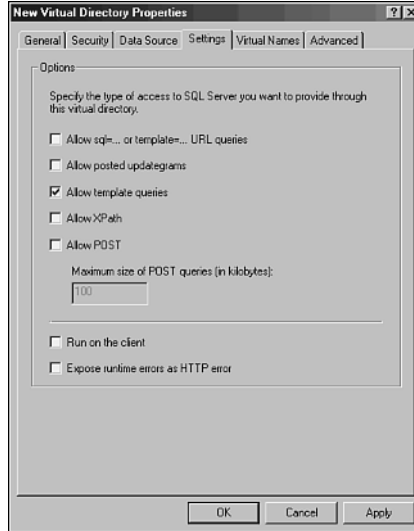 New Virtual Directory Properties
General Security Data Source Settings Virtual Names Advanced
Options
Specify the type of access to SQL Server you want to provide through
this virtual directory.
Allow sql=... or template=... URL queries
Allow posted updategrams
Allow template queries
Allow XPath
Allow POST
Maximum size of POST queries (in kilobytes):
100
Run on the client
Expose runtime errors as HTTP error
OK Cancel Apply